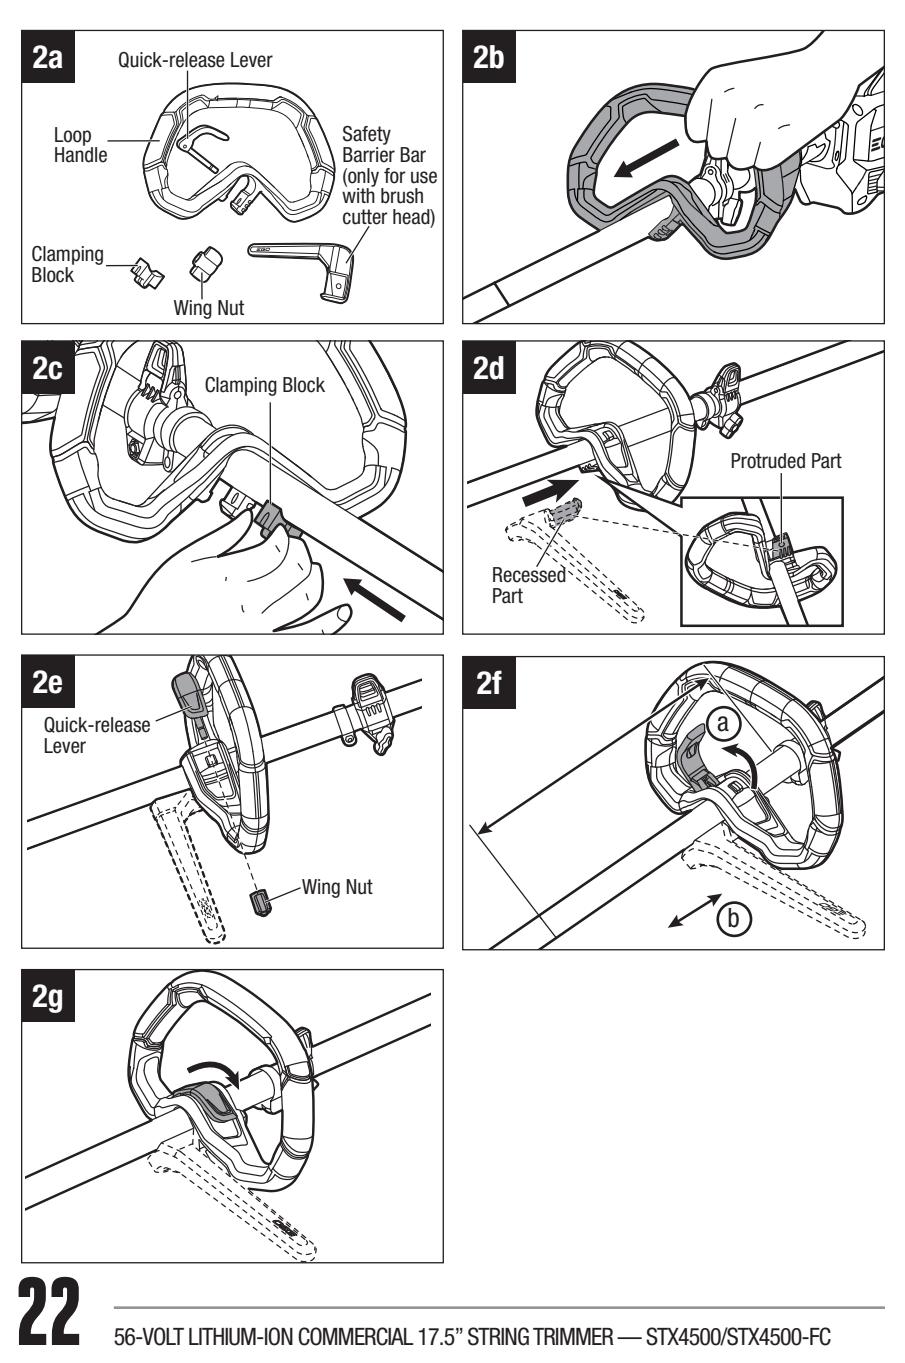 2a
Quick-release Lever
Loop
Handle
Safety
Barrier Bar
(only for use
with brush
cutter head)
Clamping
Block
Wing Nut
2b
2c
Clamping Block
2d
Protruded Part
Recessed
Part
2e
Quick-release
Lever
Wing Nut
2f
a
b
2g
22
56-VOLT LITHIUM-ION COMMERCIAL 17.5” STRING TRIMMER — STX4500/STX4500-FC